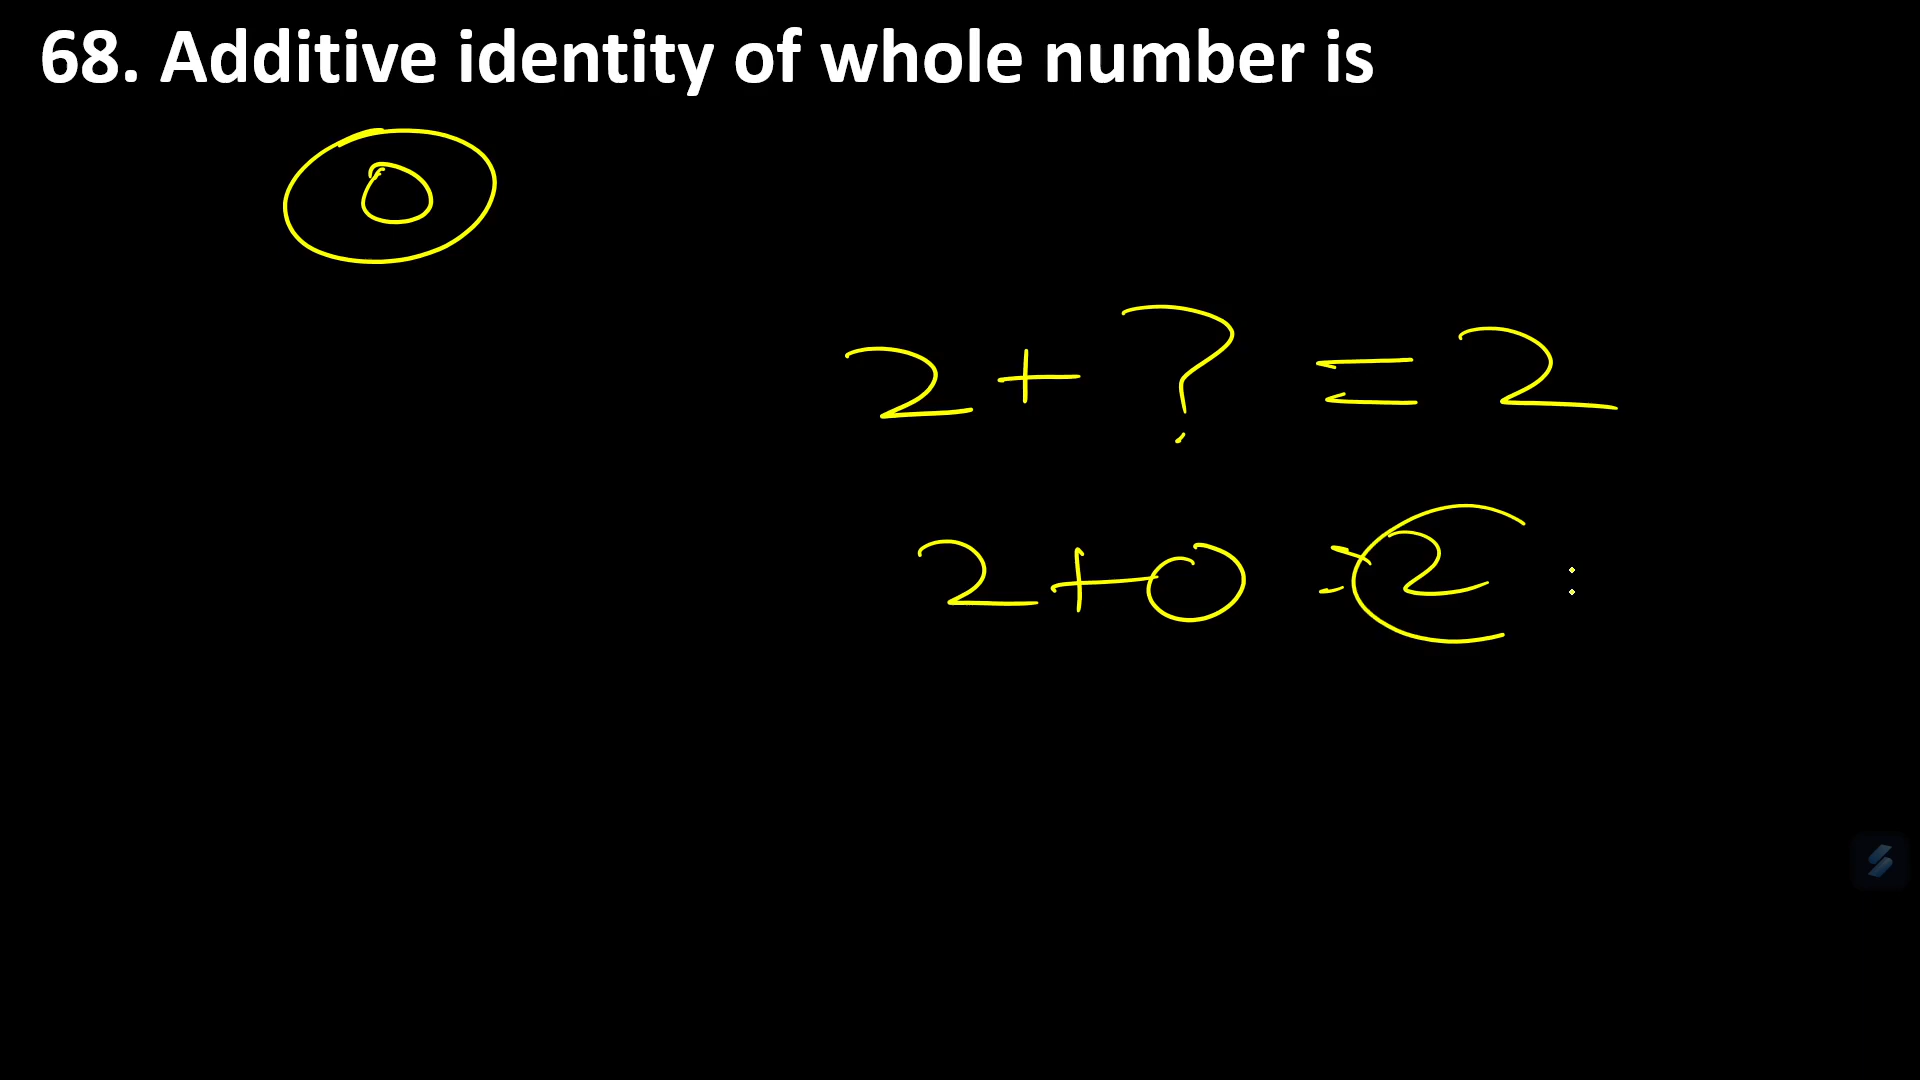 68. Additive identity of whole number is
0
2 + ? = 2
2 + 0 = 2